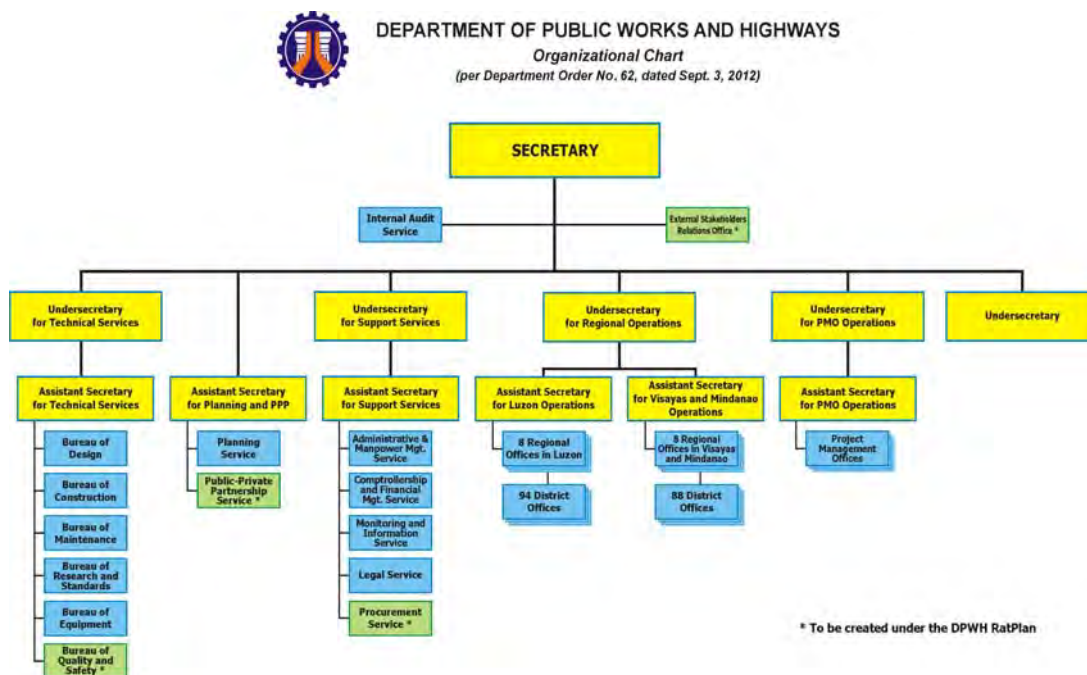 DEPARTMENT OF PUBLIC WORKS AND HIGHWAYS
Organizational Chart
(per Department Order No. 62, dated Sept. 3, 2012)
SECRETARY
Internal Audit
Service
External Stakeholders
Relations Office *
Undersecretary
for Technical Services
Undersecretary
for Support Services
Undersecretary
for Regional Operations
Undersecretary
for PMO Operations
Undersecretary
Assistant Secretary
for Technical Services
Assistant Secretary
for Planning and PPP
Assistant Secretary
for Support Services
Assistant Secretary
for Luzon Operations
Assistant Secretary
for Visayas and Mindanao
Operations
Assistant Secretary
for PMO Operations
Bureau of
Design
Bureau of
Construction
Bureau of
Maintenance
Bureau of
Research and
Standards
Bureau of
Equipment
Bureau of
Quality and
Safety *
Planning
Service
Public-Private
Partnership
Service *
Administrative &
Manpower Mgt.
Service
Comptrollership
and Financial
Mgt. Service
Monitoring and
Information
Service
Legal Service
Procurement
Service *
8 Regional
Offices in Luzon
94 District
Offices
8 Regional
Offices in Visayas
and Mindanao
88 District
Offices
Project
Management
Offices
* To be created under the DPWH RatPlan